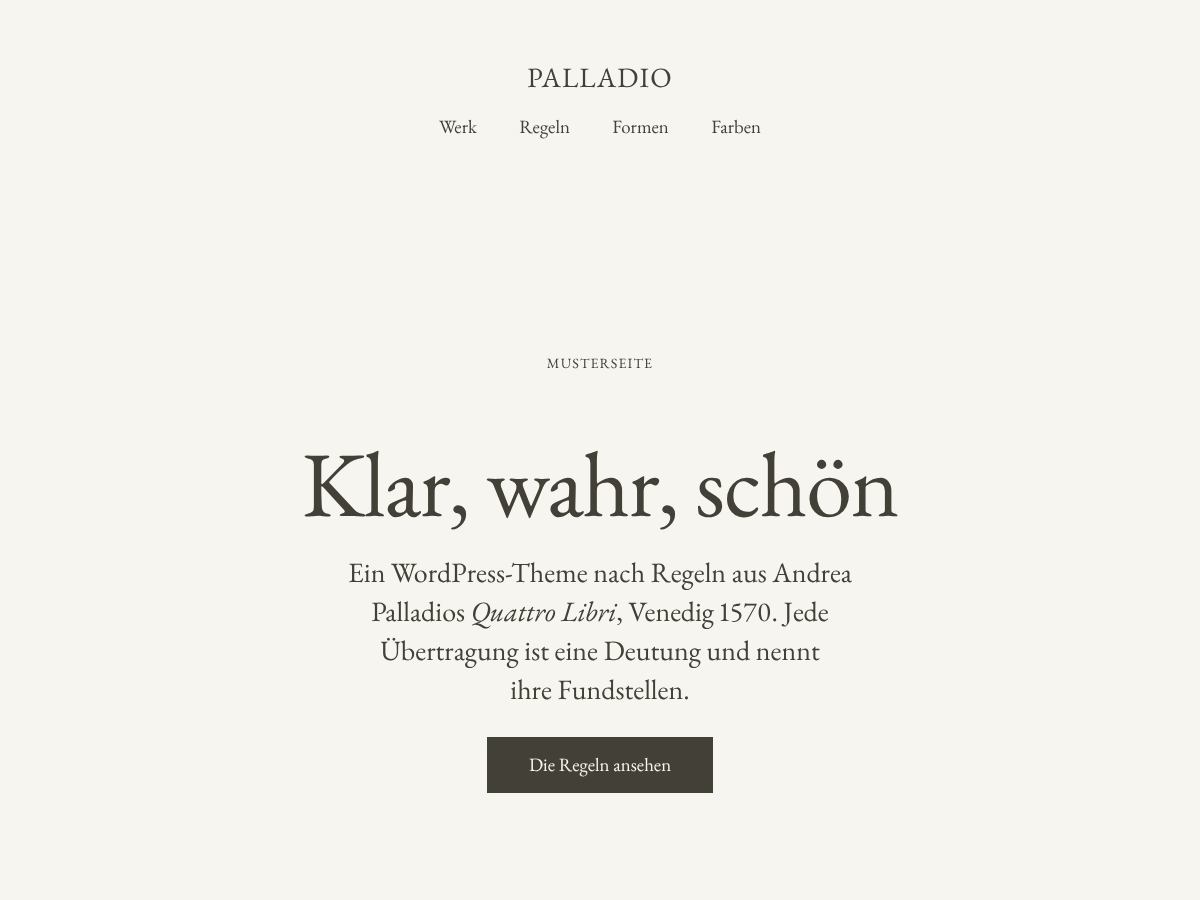 PALLADIO
Werk Regeln Formen Farben
MUSTERSEITE
Klar, wahr, schön
Ein WordPress-Theme nach Regeln aus Andrea
Palladios Quattro Libri, Venedig 1570. Jede
Übertragung ist eine Deutung und nennt
ihre Fundstellen.
Die Regeln ansehen